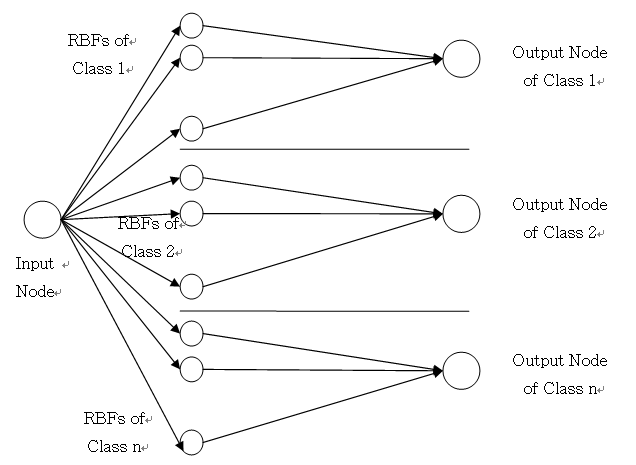 RBFs of
Class 1
Output Node
of Class 1
RBFs of
Class 2
Output Node
of Class 2
Input
Node
Output Node
of Class n
RBFs of
Class n